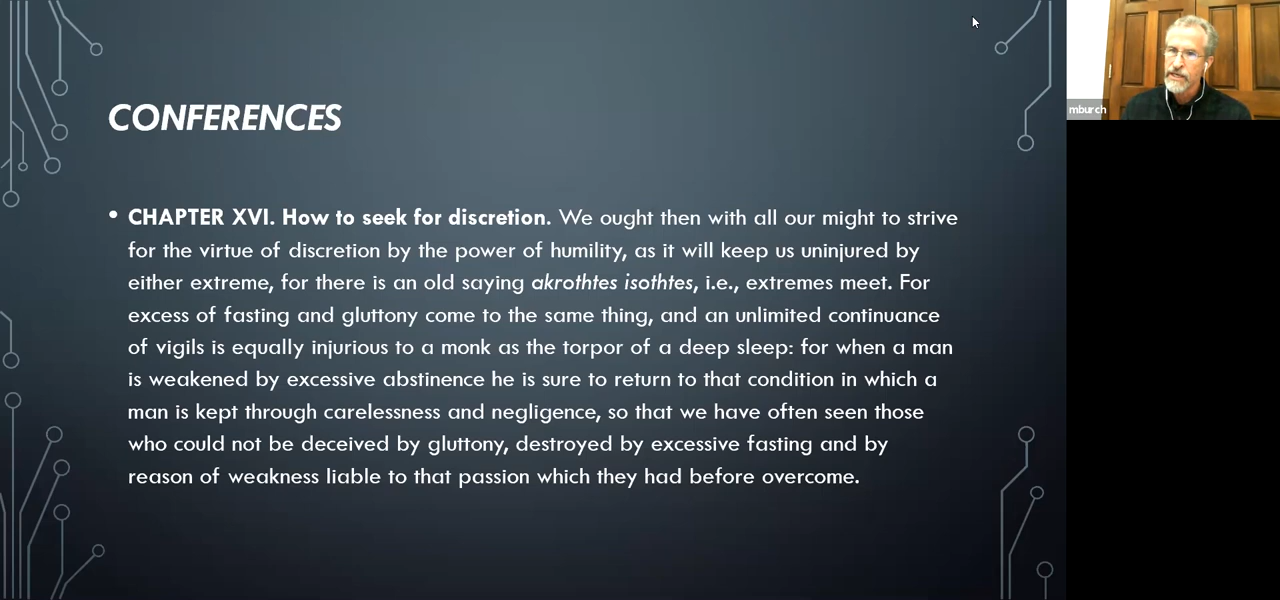 CONFERENCES
• CHAPTER XVI. How to seek for discretion. We ought then with all our might to strive
for the virtue of discretion by the power of humility, as it will keep us uninjured by
either extreme, for there is an old saying akrothtes isothtes, i.e., extremes meet. For
excess of fasting and gluttony come to the same thing, and an unlimited continuance
of vigils is equally injurious to a monk as the torpor of a deep sleep: for when a man
is weakened by excessive abstinence he is sure to return to that condition in which a
man is kept through carelessness and negligence, so that we have often seen those
who could not be deceived by gluttony, destroyed by excessive fasting and by
reason of weakness liable to that passion which they had before overcome.
mburch